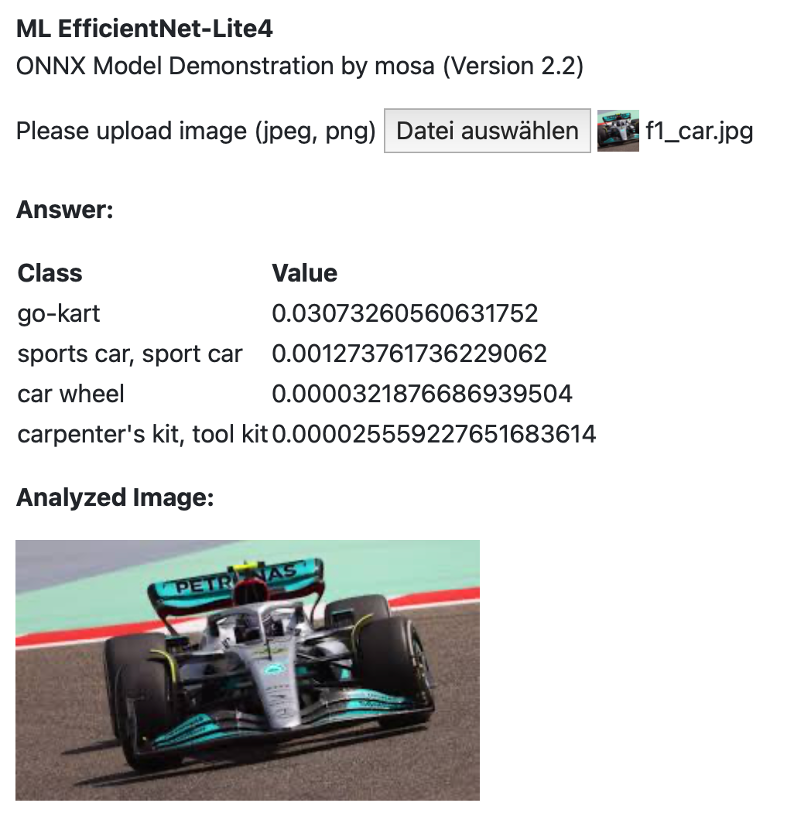 ML EfficientNet-Lite4
ONNX Model Demonstration by mosa (Version 2.2)
Please upload image (jpeg, png) Datei auswählen f1_car.jpg
Answer:
Class Value
go-kart 0.03073260560631752
sports car, sport car 0.001273761736229062
car wheel 0.0000321876686939504
carpenter's kit, tool kit 0.000025559227651683614
Analyzed Image:
PETRONAS